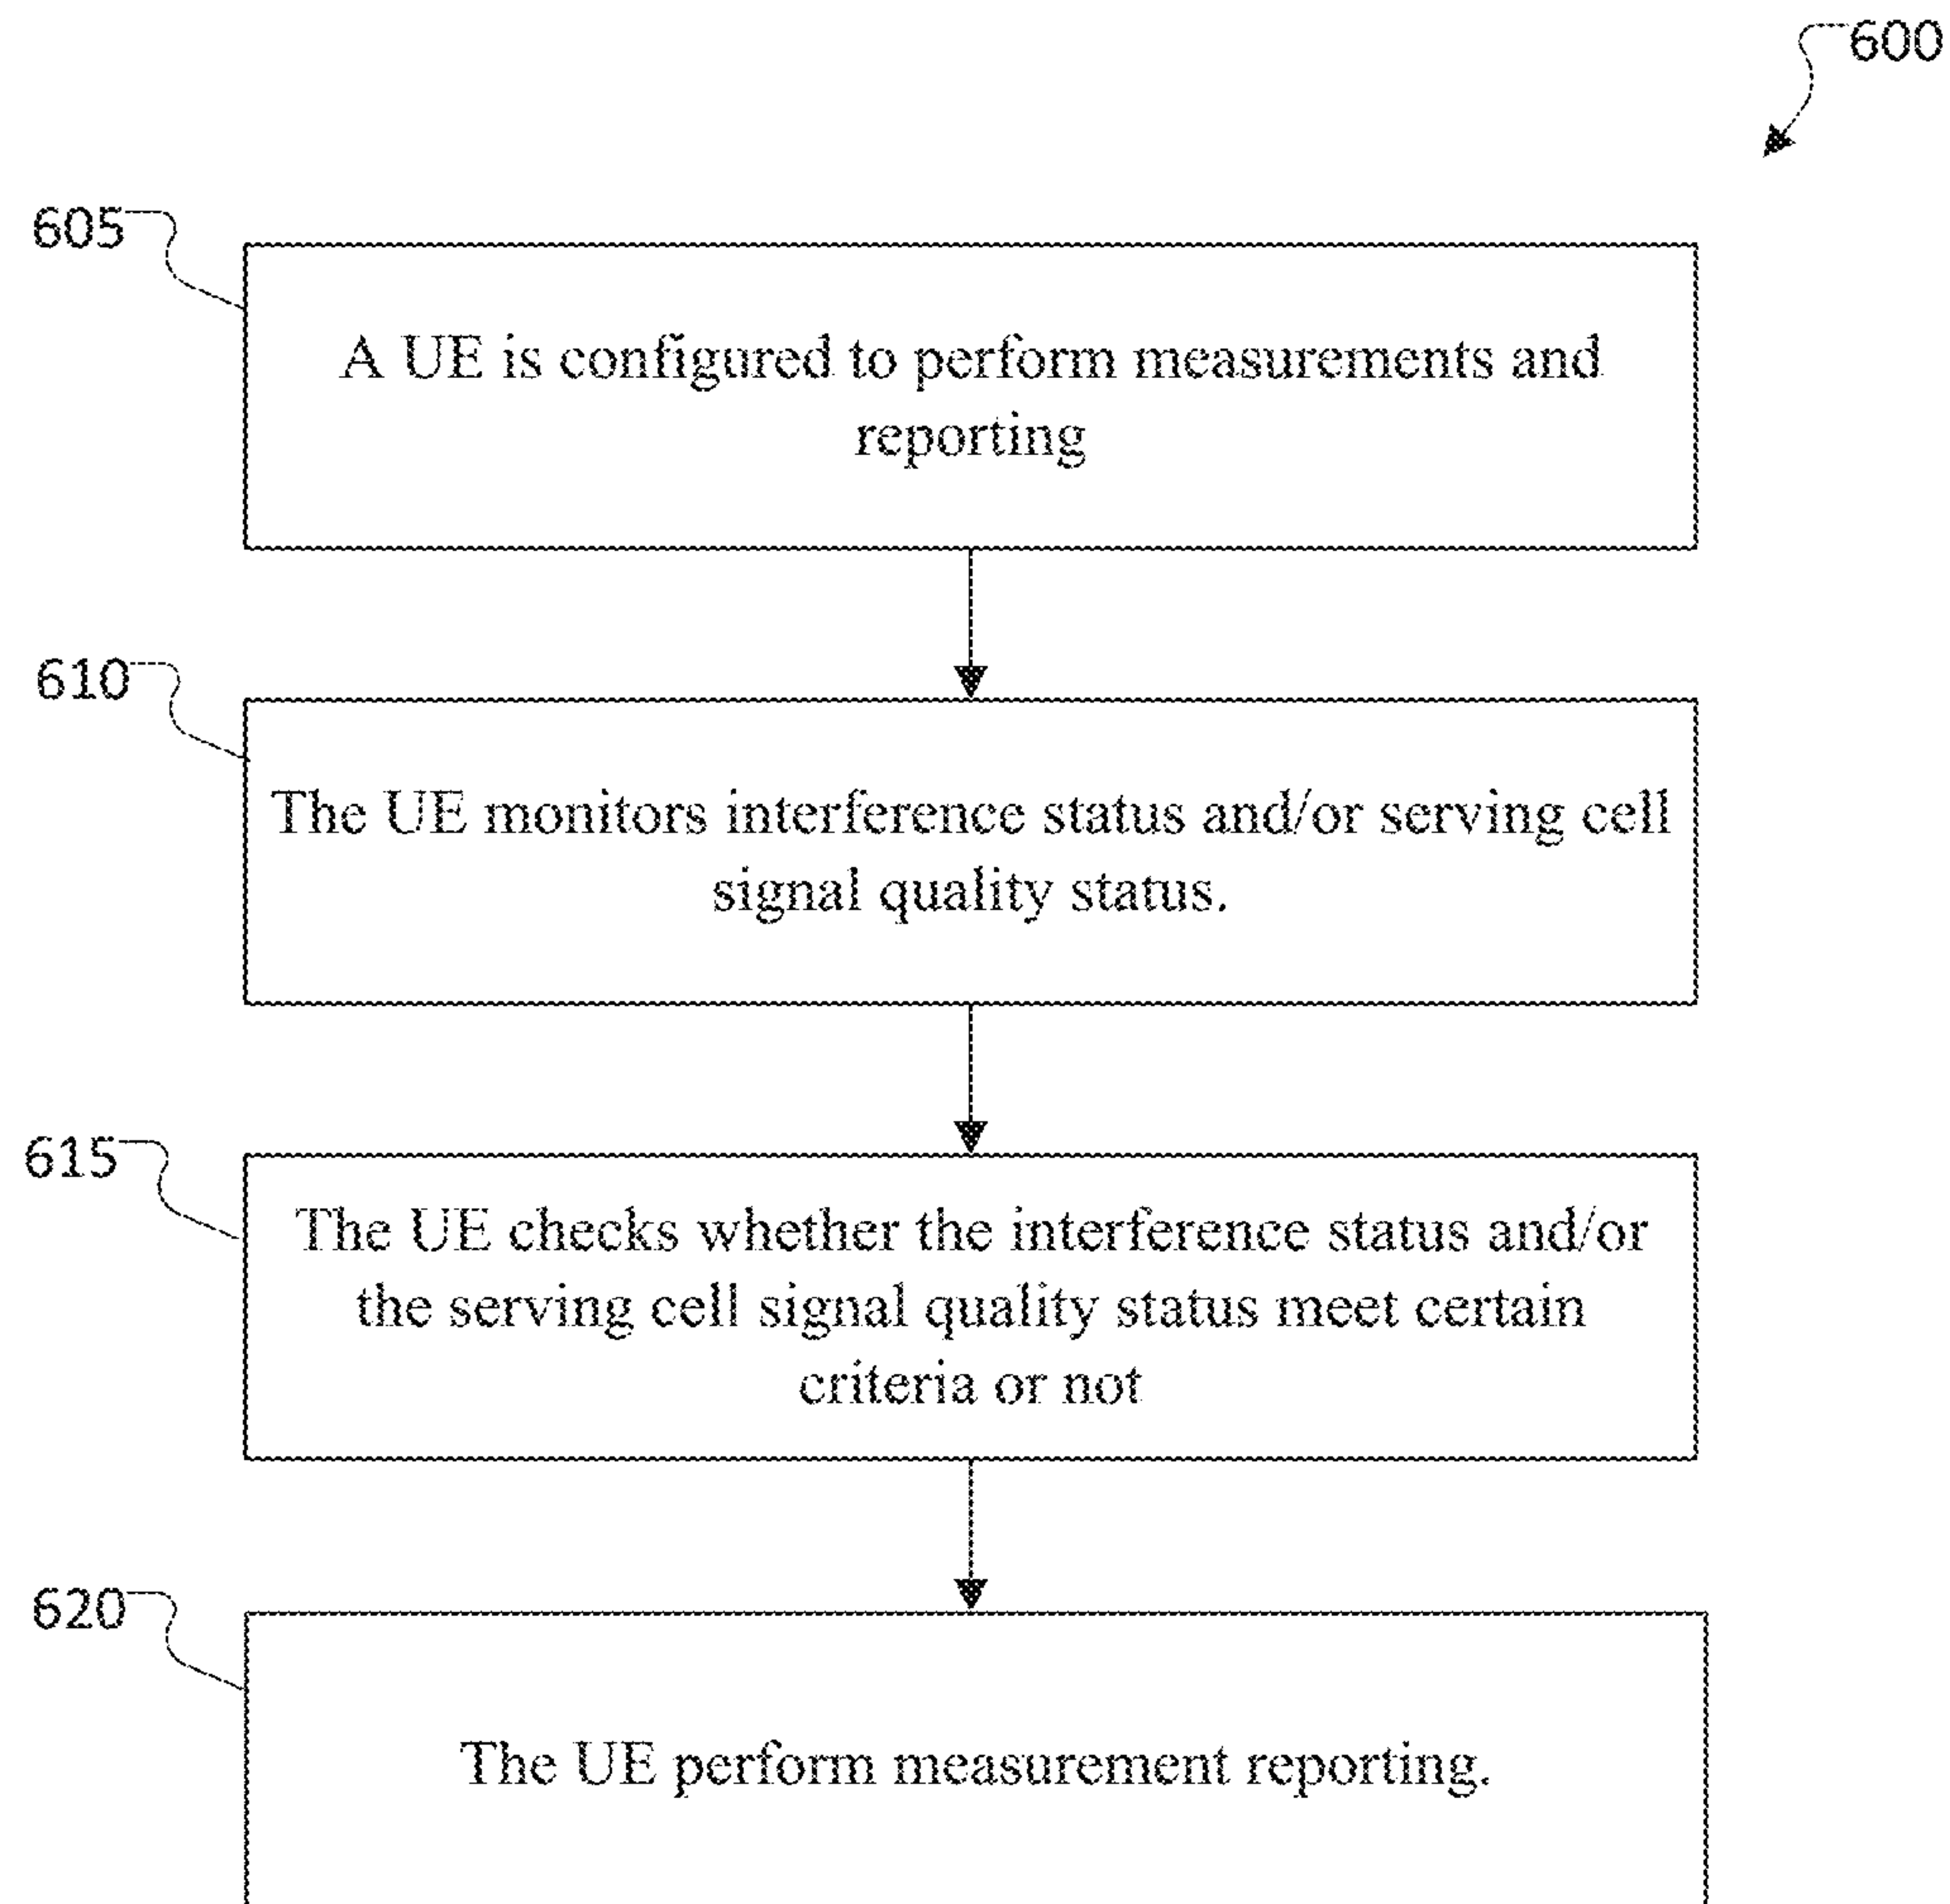 600
605
A UE is configured to perform measurements and
reporting
610
The UE monitors interference status and/or serving cell
signal quality status.
615
The UE checks whether the interference status and/or
the serving cell signal quality status meet certain
criteria or not
620
The UE perform measurement reporting.